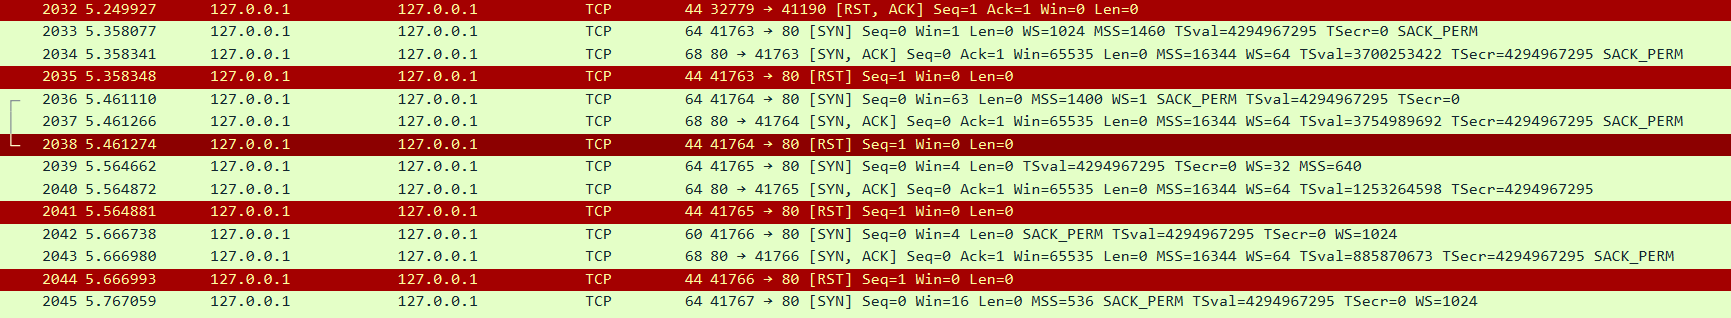 2032 5.249927 127.0.0.1 127.0.0.1 TCP 44 32779 → 41190 [RST, ACK] Seq=1 Ack=1 Win=0 Len=0
2033 5.358077 127.0.0.1 127.0.0.1 TCP 64 41763 → 80 [SYN] Seq=0 Win=1 Len=0 WS=1024 MSS=1460 TSval=4294967295 TSecr=0 SACK_PERM
2034 5.358341 127.0.0.1 127.0.0.1 TCP 68 80 → 41763 [SYN, ACK] Seq=0 Ack=1 Win=65535 Len=0 MSS=16344 WS=64 TSval=3700253422 TSecr=4294967295 SACK_PERM
2035 5.358348 127.0.0.1 127.0.0.1 TCP 44 41763 → 80 [RST] Seq=1 Win=0 Len=0
2036 5.461110 127.0.0.1 127.0.0.1 TCP 64 41764 → 80 [SYN] Seq=0 Win=63 Len=0 MSS=1400 WS=1 SACK_PERM TSval=4294967295 TSecr=0
2037 5.461266 127.0.0.1 127.0.0.1 TCP 68 80 → 41764 [SYN, ACK] Seq=0 Ack=1 Win=65535 Len=0 MSS=16344 WS=64 TSval=3754989692 TSecr=4294967295 SACK_PERM
2038 5.461274 127.0.0.1 127.0.0.1 TCP 44 41764 → 80 [RST] Seq=1 Win=0 Len=0
2039 5.564662 127.0.0.1 127.0.0.1 TCP 64 41765 → 80 [SYN] Seq=0 Win=4 Len=0 TSval=4294967295 TSecr=0 WS=32 MSS=640
2040 5.564872 127.0.0.1 127.0.0.1 TCP 64 80 → 41765 [SYN, ACK] Seq=0 Ack=1 Win=65535 Len=0 MSS=16344 WS=64 TSval=1253264598 TSecr=4294967295
2041 5.564881 127.0.0.1 127.0.0.1 TCP 44 41765 → 80 [RST] Seq=1 Win=0 Len=0
2042 5.666738 127.0.0.1 127.0.0.1 TCP 60 41766 → 80 [SYN] Seq=0 Win=4 Len=0 SACK_PERM TSval=4294967295 TSecr=0 WS=1024
2043 5.666980 127.0.0.1 127.0.0.1 TCP 68 80 → 41766 [SYN, ACK] Seq=0 Ack=1 Win=65535 Len=0 MSS=16344 WS=64 TSval=885870673 TSecr=4294967295 SACK_PERM
2044 5.666993 127.0.0.1 127.0.0.1 TCP 44 41766 → 80 [RST] Seq=1 Win=0 Len=0
2045 5.767059 127.0.0.1 127.0.0.1 TCP 64 41767 → 80 [SYN] Seq=0 Win=16 Len=0 MSS=536 SACK_PERM TSval=4294967295 TSecr=0 WS=1024